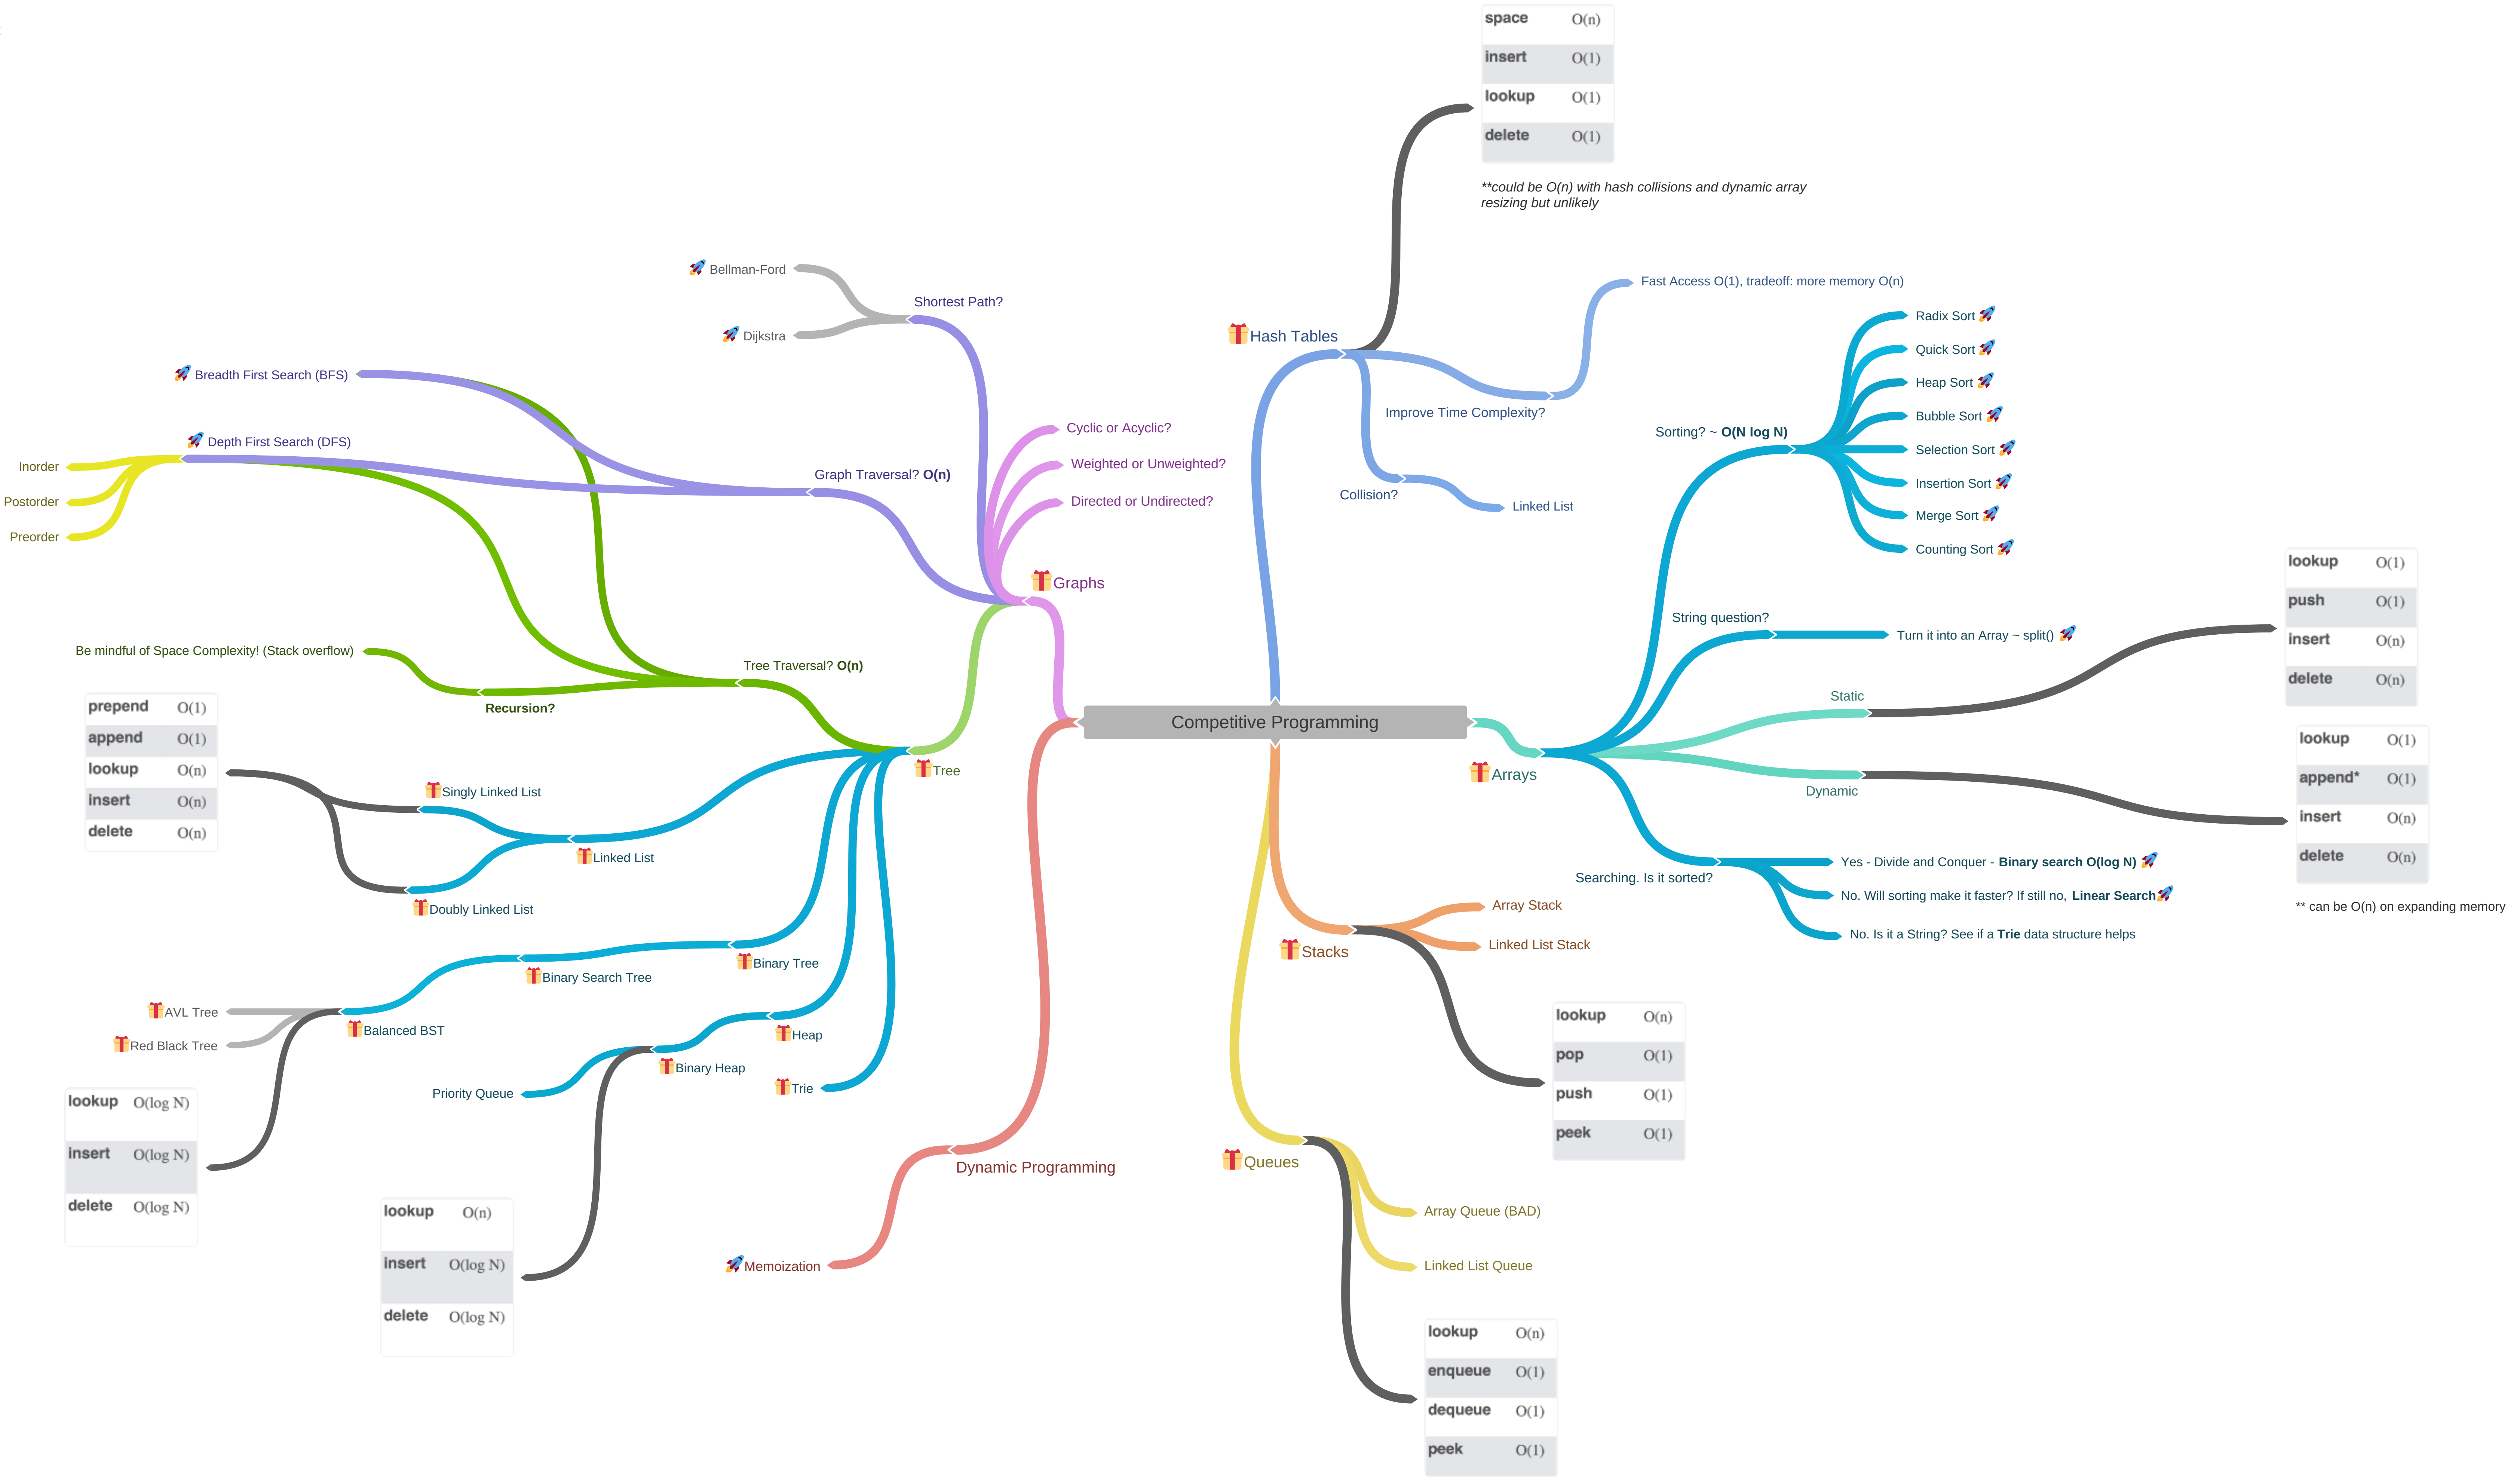 Competitive Programming
Hash Tables
space O(n)
insert O(1)
lookup O(1)
delete O(1)
**could be O(n) with hash collisions and dynamic array
resizing but unlikely
Improve Time Complexity?
Fast Access O(1), tradeoff: more memory O(n)
Collision?
Linked List
Arrays
Sorting? ~ O(N log N)
Radix Sort
Quick Sort
Heap Sort
Bubble Sort
Selection Sort
Insertion Sort
Merge Sort
Counting Sort
String question?
Turn it into an Array ~ split()
Static
lookup O(1)
push O(1)
insert O(n)
delete O(n)
Dynamic
lookup O(1)
append* O(1)
insert O(n)
delete O(n)
** can be O(n) on expanding memory
Searching. Is it sorted?
Yes - Divide and Conquer - Binary search O(log N)
No. Will sorting make it faster? If still no, Linear Search
No. Is it a String? See if a Trie data structure helps
Stacks
Array Stack
Linked List Stack
lookup O(n)
pop O(1)
push O(1)
peek O(1)
Queues
Array Queue (BAD)
Linked List Queue
lookup O(n)
enqueue O(1)
dequeue O(1)
peek O(1)
Graphs
Cyclic or Acyclic?
Weighted or Unweighted?
Directed or Undirected?
Shortest Path?
Bellman-Ford
Dijkstra
Graph Traversal? O(n)
Breadth First Search (BFS)
Depth First Search (DFS)
Inorder
Postorder
Preorder
Tree
Tree Traversal? O(n)
Recursion?
Be mindful of Space Complexity! (Stack overflow)
Linked List
Singly Linked List
Doubly Linked List
prepend O(1)
append O(1)
lookup O(n)
insert O(n)
delete O(n)
Binary Tree
Binary Search Tree
Balanced BST
AVL Tree
Red Black Tree
lookup O(log N)
insert O(log N)
delete O(log N)
Heap
Binary Heap
Priority Queue
lookup O(n)
insert O(log N)
delete O(log N)
Trie
Dynamic Programming
Memoization